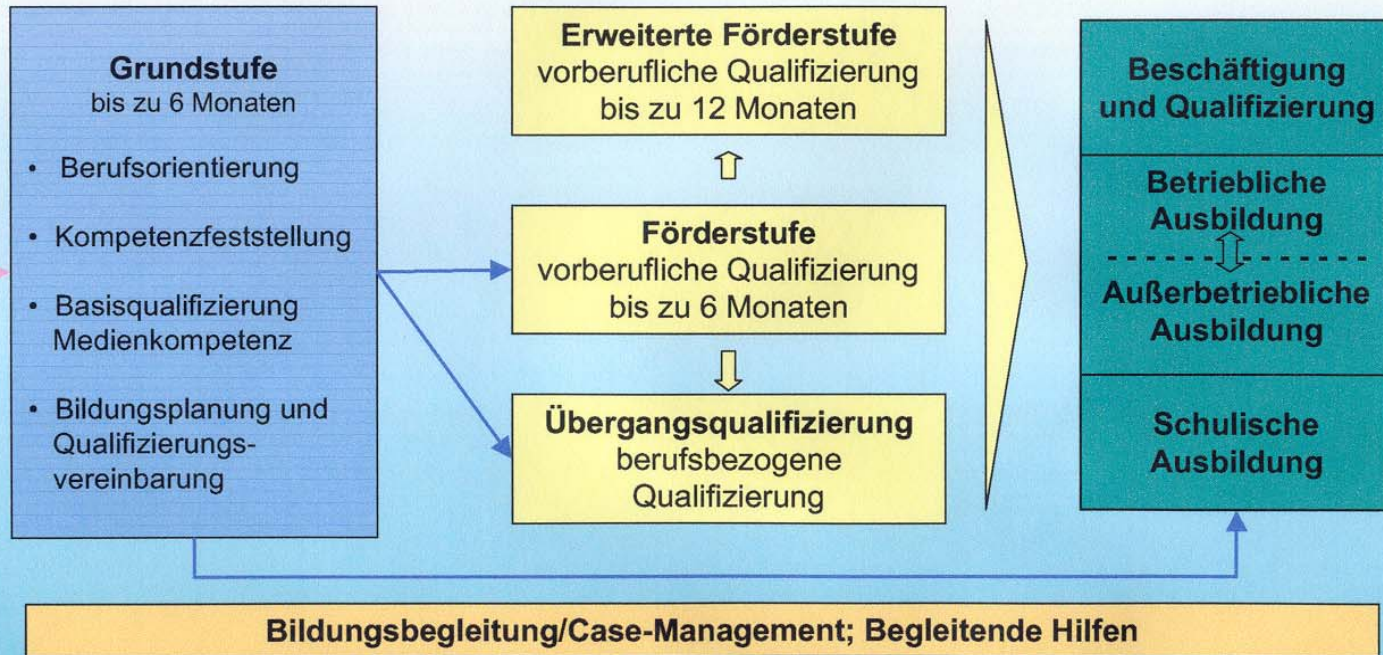 Grundstufe
bis zu 6 Monaten
• Berufsorientierung
• Kompetenzfeststellung
• Basisqualifizierung
Medienkompetenz
• Bildungsplanung und
Qualifizierungs-
vereinbarung
Erweiterte Förderstufe
vorberufliche Qualifizierung
bis zu 12 Monaten
Förderstufe
vorberufliche Qualifizierung
bis zu 6 Monaten
Übergangsqualifizierung
berufsbezogene
Qualifizierung
Beschäftigung
und Qualifizierung
Betriebliche
Ausbildung
Außerbetriebliche
Ausbildung
Schulische
Ausbildung
Bildungsbegleitung/Case-Management; Begleitende Hilfen